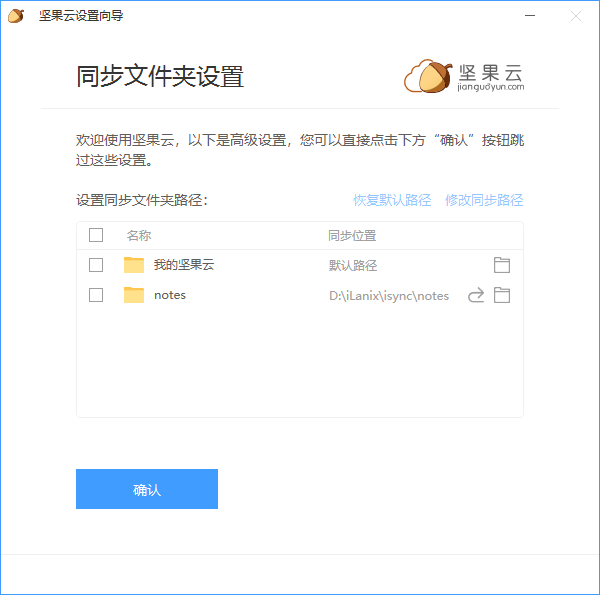 坚果云设置向导
同步文件夹设置
坚果云
jianguoyun.com
欢迎使用坚果云，以下是高级设置，您可以直接点击下方“确认”按钮跳
过这些设置。
设置同步文件夹路径：
恢复默认路径 修改同步路径
名称 同步位置
我的坚果云 默认路径
notes D:\iLanix\isync\notes
确认